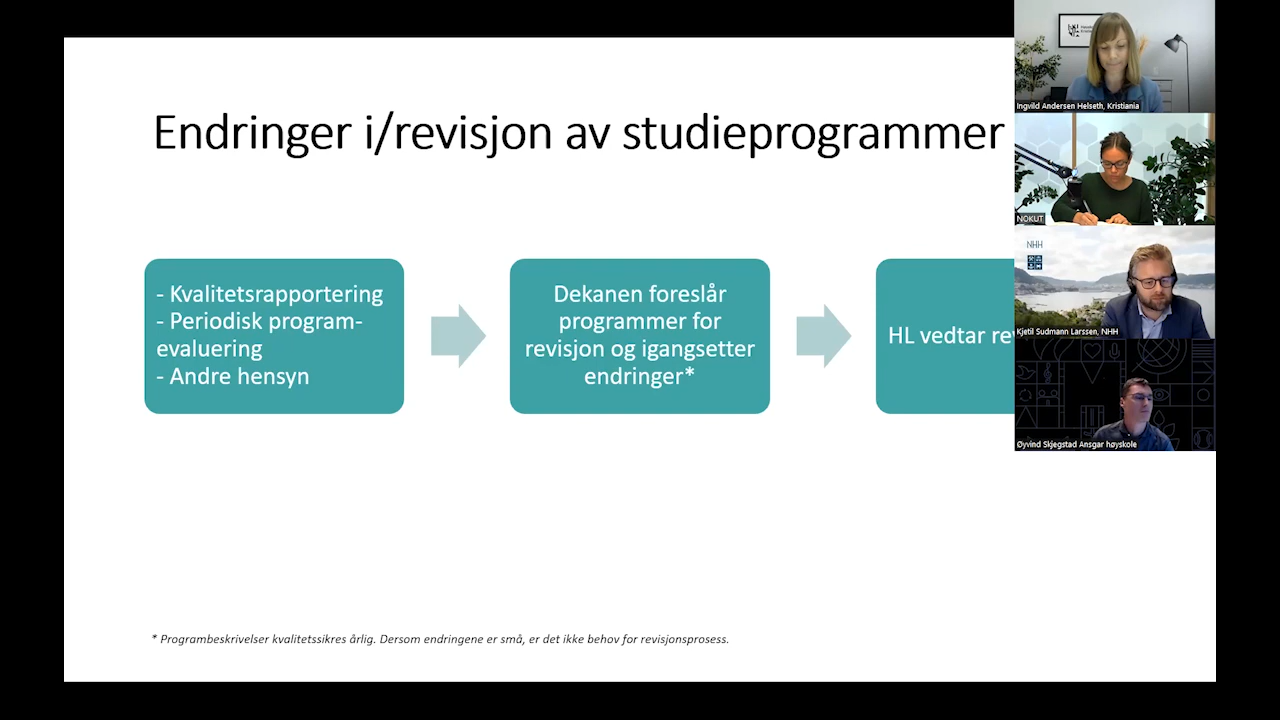 Endringer i/revisjon av studieprogrammer
- Kvalitetsrapportering
- Periodisk program-
evaluering
- Andre hensyn
Dekanen foreslår
programmer for
revisjon og igangsetter
endringer*
HL vedtar
* Programbeskrivelser kvalitetssikres årlig. Dersom endringene er små, er det ikke behov for revisjonsprosess.
Ingvild Andersen Helseth, Kristiania
NOKUT
NHH
Kjetil Sudmann Larssen, NHH
Øyvind Skjegstad Ansgar høyskole